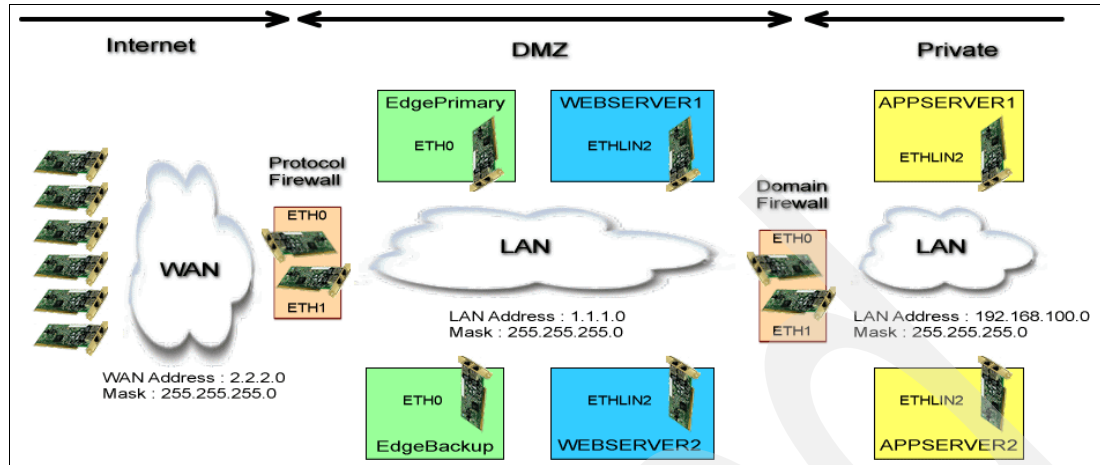 Internet
DMZ
Private
EdgePrimary
ETH0
WEBSERVER1
ETHLIN2
APPSERVER1
ETHLIN2
Protocol
Firewall
ETH0
ETH1
Domain
Firewall
ETH0
ETH1
WAN
LAN
LAN
WAN Address : 2.2.2.0
Mask : 255.255.255.0
LAN Address : 1.1.1.0
Mask : 255.255.255.0
LAN Address : 192.168.100.0
Mask : 255.255.255.0
ETH0
EdgeBackup
ETHLIN2
WEBSERVER2
ETHLIN2
APPSERVER2